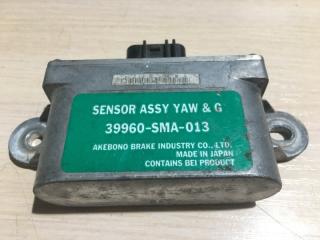 SENSOR ASSY YAW & G
39960-SMA-013
AKEBONO BRAKE INDUSTRY CO., LTD.
MADE IN JAPAN
CONTAINS BEI PRODUCT